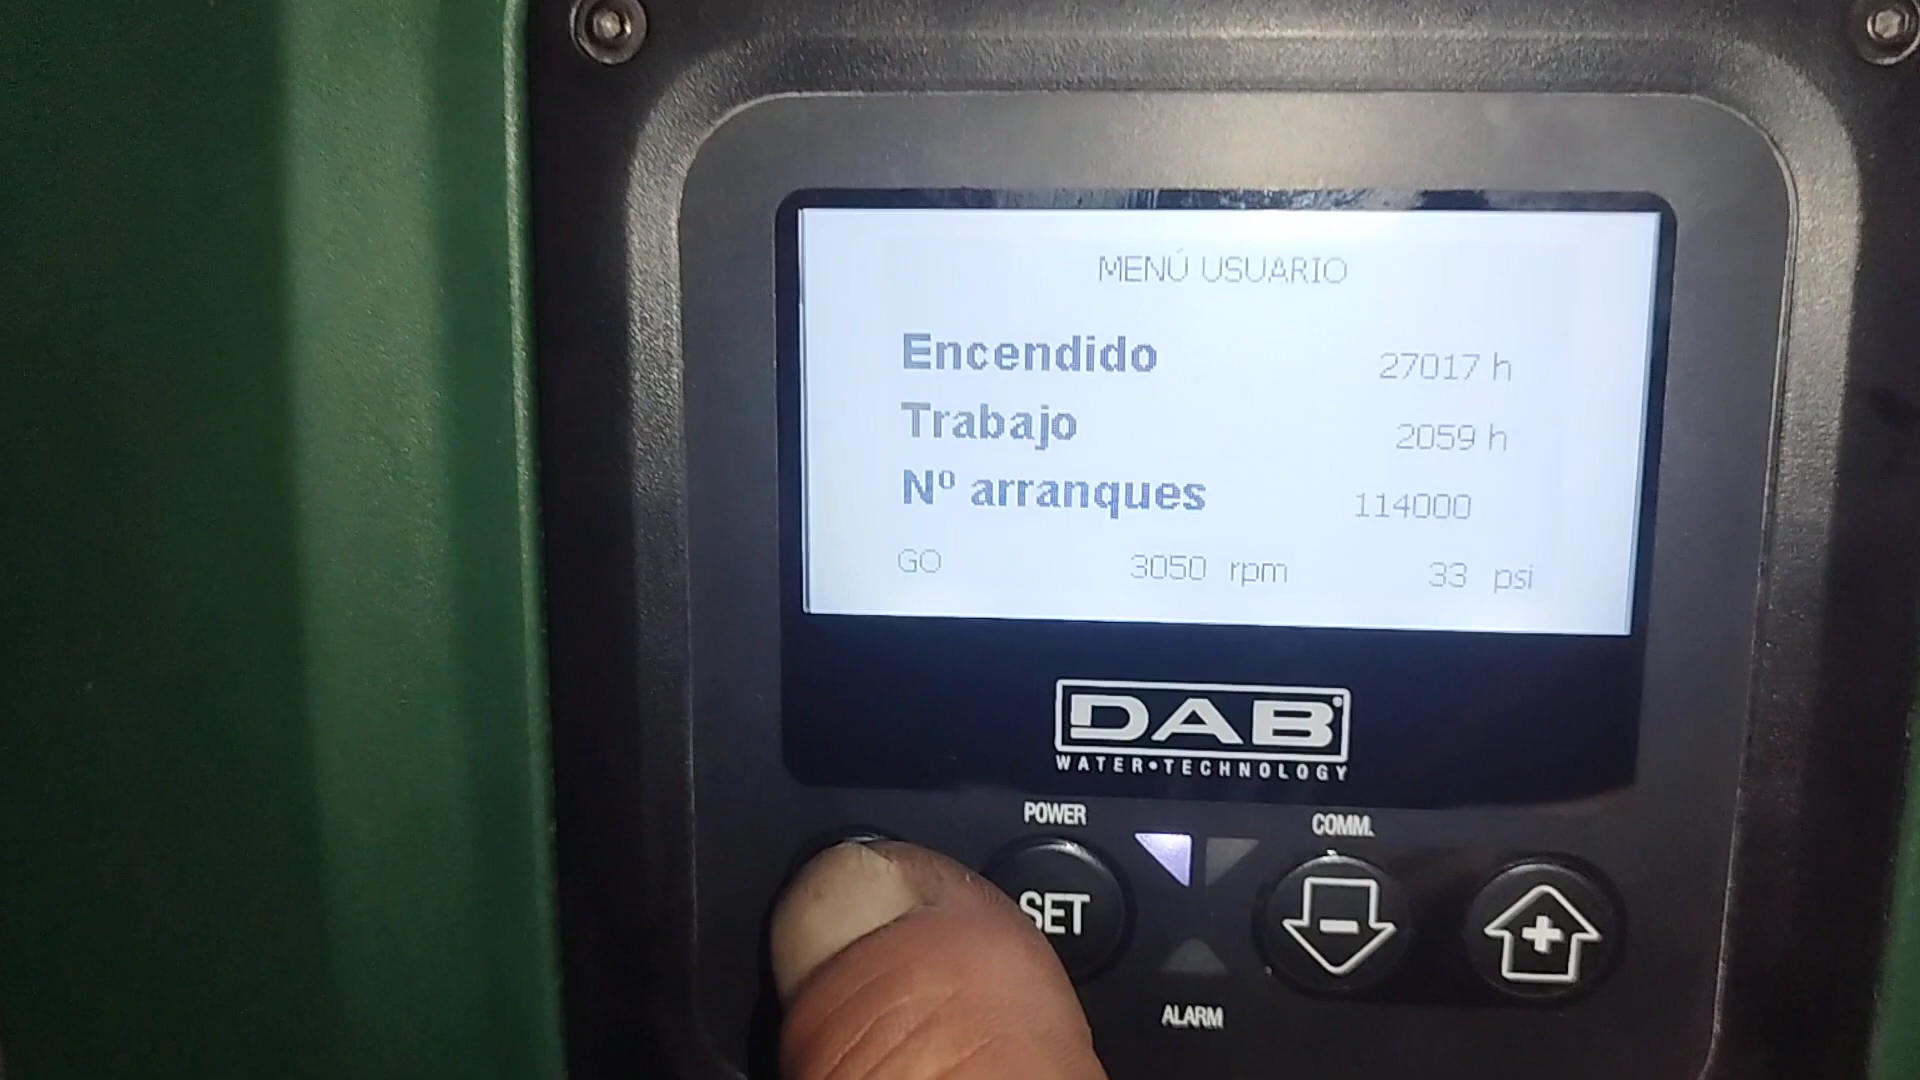 MENÚ USUARIO
Encendido 27017 h
Trabajo 2059 h
Nº arranques 114000
GO 3050 rpm 33 psi
DAB
WATER•TECHNOLOGY
POWER COMM.
SET - +
ALARM